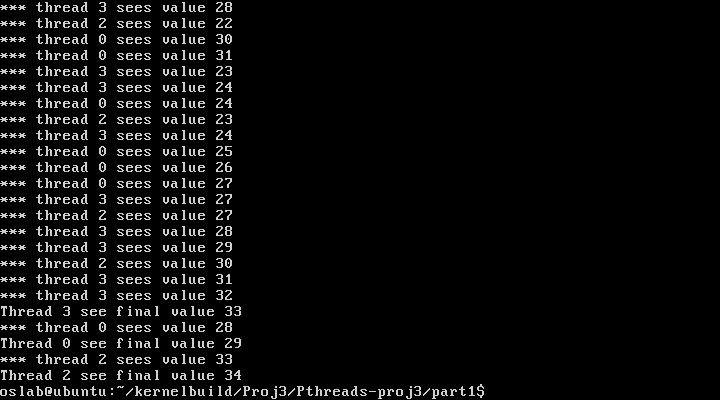 *** thread 3 sees value 28
*** thread 2 sees value 22
*** thread 0 sees value 30
*** thread 0 sees value 31
*** thread 3 sees value 23
*** thread 3 sees value 24
*** thread 0 sees value 24
*** thread 2 sees value 23
*** thread 3 sees value 24
*** thread 0 sees value 25
*** thread 0 sees value 26
*** thread 0 sees value 27
*** thread 3 sees value 27
*** thread 2 sees value 27
*** thread 3 sees value 28
*** thread 3 sees value 29
*** thread 2 sees value 30
*** thread 3 sees value 31
*** thread 3 sees value 32
Thread 3 see final value 33
*** thread 0 sees value 28
Thread 0 see final value 29
*** thread 2 sees value 33
Thread 2 see final value 34
oslab@ubuntu:~/kernelbuild/Proj3/Pthreads-proj3/part1$